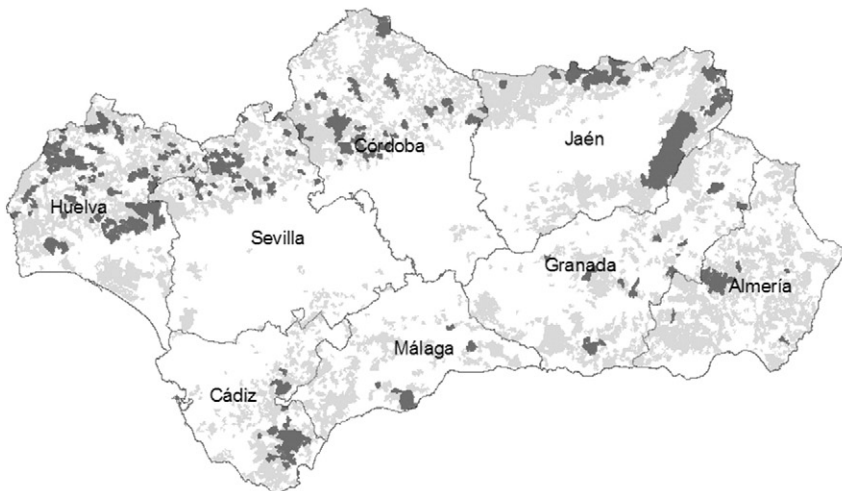 Córdoba
Jaén
Huelva
Sevilla
Granada
Almería
Málaga
Cádiz